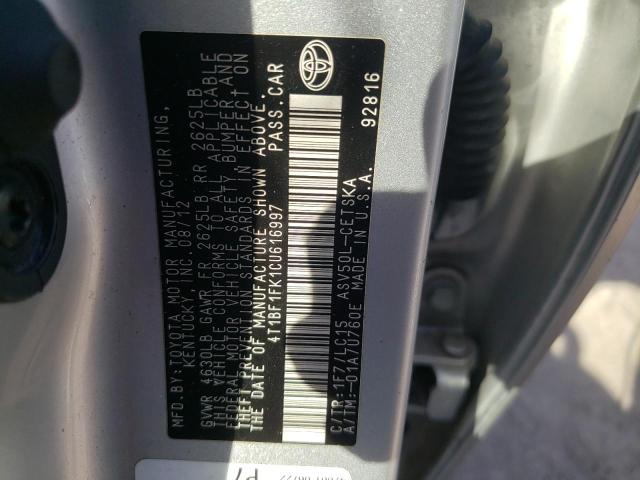 MFD.BY:TOYOTA MOTOR MANUFACTURING,
KENTUCKY, INC. 09/12
GVWR 4630LB GAWR FR 2625LB RR 2625LB
THIS VEHICLE CONFORMS TO ALL APPLICABLE
FEDERAL MOTOR VEHICLE SAFETY, BUMPER, AND
THEFT PREVENTION STANDARDS IN EFFECT ON
THE DATE OF MANUFACTURE SHOWN ABOVE.
4T1BF1FK1CU616997 PASS.CAR
C/TR: 1F7/LC15 ASV50L-CETSKA
A/TM: -01A/U760E MADE IN U.S.A.
92816
P7